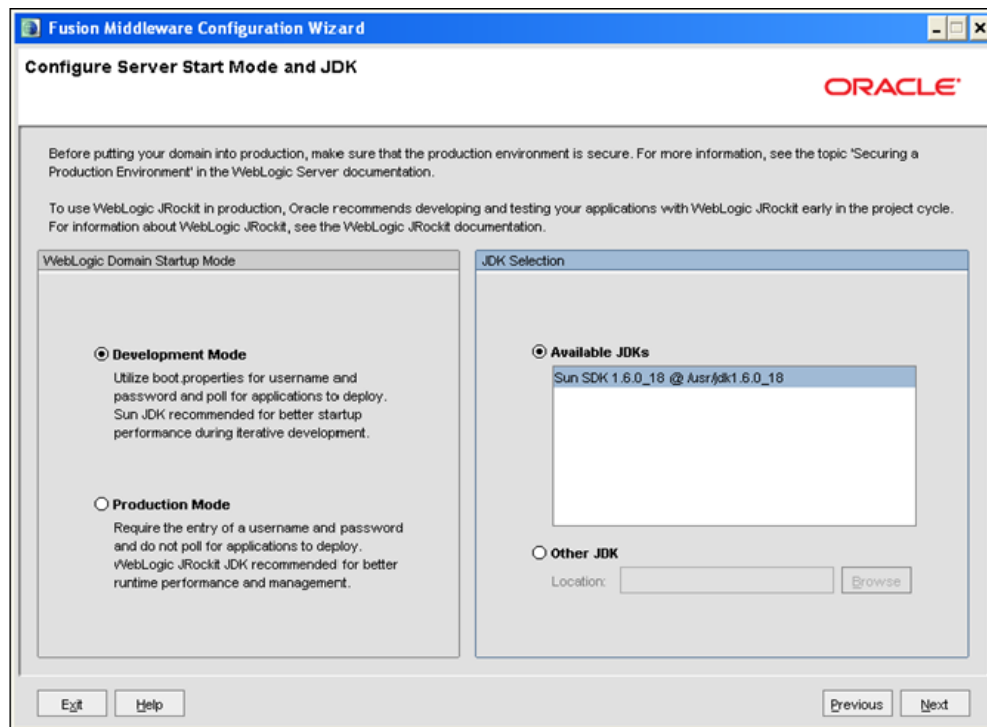 Fusion Middleware Configuration Wizard
Configure Server Start Mode and JDK
ORACLE
Before putting your domain into production, make sure that the production environment is secure. For more information, see the topic 'Securing a
Production Environment' in the WebLogic Server documentation.
To use WebLogic JRockit in production, Oracle recommends developing and testing your applications with WebLogic JRockit early in the project cycle.
For information about WebLogic JRockit, see the WebLogic JRockit documentation.
WebLogic Domain Startup Mode
Development Mode
Utilize boot.properties for username and
password and poll for applications to deploy.
Sun JDK recommended for better startup
performance during iterative development.
Production Mode
Require the entry of a username and password
and do not poll for applications to deploy.
WebLogic JRockit JDK recommended for better
runtime performance and management.
JDK Selection
Available JDKs
Sun SDK 1.6.0_18 @ /usr/jdk1.6.0_18
Other JDK
Location:
Browse
Exit
Help
Previous
Next